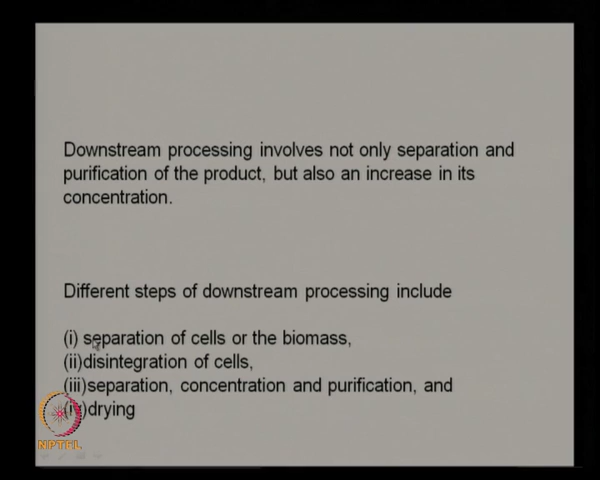 Downstream processing involves not only separation and
purification of the product, but also an increase in its
concentration.
Different steps of downstream processing include
(i) separation of cells or the biomass,
(ii)disintegration of cells,
(iii)separation, concentration and purification, and
(iv)drying
NPTEL